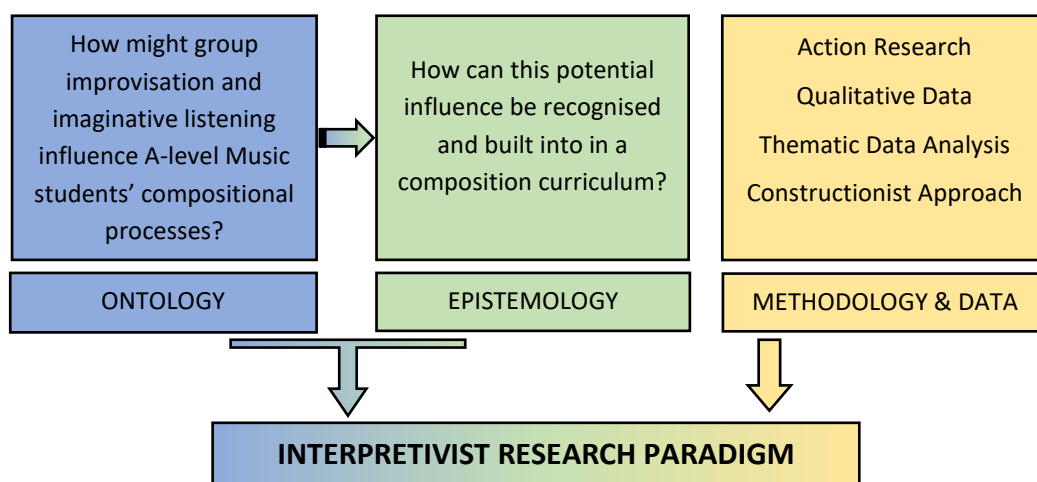 How might group
improvisation and
imaginative listening
influence A-level Music
students’ compositional
processes?
How can this potential
influence be recognised
and built into in a
composition curriculum?
Action Research
Qualitative Data
Thematic Data Analysis
Constructionist Approach
ONTOLOGY
EPISTEMOLOGY
METHODOLOGY & DATA
INTERPRETIVIST RESEARCH PARADIGM